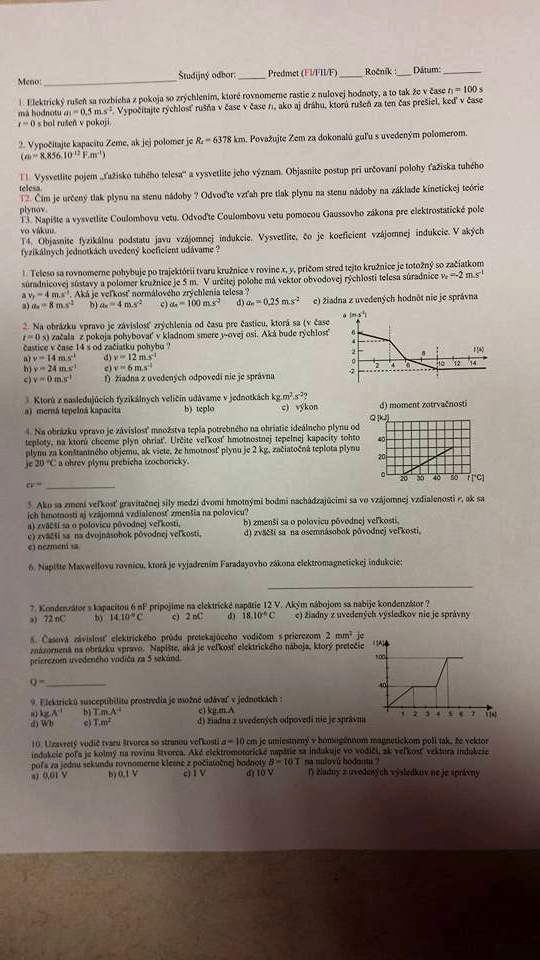 Meno: ____________________ Študijný odbor: ______ Predmet (FI/FII/F) _____ Ročník :___ Dátum: ________
1. Elektrický rušeň sa rozbieha z pokoja so zrýchlením, ktoré rovnomerne rastie z nulovej hodnoty, a to tak že v čase t₁ = 100 s
má hodnotu a₁ = 0,5 m.s⁻². Vypočítajte rýchlosť rušňa v čase v čase t₁, ako aj dráhu, ktorú rušeň za ten čas prešiel, keď v čase
t = 0 s bol rušeň v pokoji.
2. Vypočítajte kapacitu Zeme, ak jej polomer je Rz = 6378 km. Považujte Zem za dokonalú guľu s uvedeným polomerom.
(ε₀ = 8,856.10⁻¹² F.m⁻¹)
T1. Vysvetlite pojem „ťažisko tuhého telesa“ a vysvetlite jeho význam. Objasnite postup pri určovaní polohy ťažiska tuhého
telesa.
T2. Čím je určený tlak plynu na stenu nádoby ? Odvoďte vzťah pre tlak plynu na stenu nádoby na základe kinetickej teórie
plynov.
T3. Napíšte a vysvetlite Coulombovu vetu. Odvoďte Coulombovu vetu pomocou Gaussovho zákona pre elektrostatické pole
vo vákuu.
T4. Objasnite fyzikálnu podstatu javu vzájomnej indukcie. Vysvetlite, čo je koeficient vzájomnej indukcie. V akých
fyzikálnych jednotkách uvedený koeficient udávame ?
1. Teleso sa rovnomerne pohybuje po trajektórii tvaru kružnice v rovine x, y, pričom stred tejto kružnice je totožný so začiatkom
súradnicovej sústavy a polomer kružnice je 5 m. V určitej polohe má vektor obvodovej rýchlosti telesa súradnice vₓ =-2 m.s⁻¹
a vᵧ = 4 m.s⁻¹. Aká je veľkosť normálového zrýchlenia telesa ?
a) aₙ = 8 m.s⁻² b) aₙ = 4 m.s⁻² c) aₙ = 100 m.s⁻² d) aₙ = 0,25 m.s⁻² e) žiadna z uvedených hodnôt nie je správna
2. Na obrázku vpravo je závislosť zrýchlenia od času pre časticu, ktorá sa (v čase
t = 0 s) začala z pokoja pohybovať v kladnom smere y-ovej osi. Aká bude rýchlosť
častice v čase 14 s od začiatku pohybu ?
a) v = 14 m.s⁻¹ d) v = 12 m.s⁻¹
b) v = 24 m.s⁻¹ e) v = 6 m.s⁻¹
c) v = 0 m.s⁻¹ f) žiadna z uvedených odpovedí nie je správna
a [m.s⁻²]
6
4
2
0
-2
0 2 4 6 8 10 12 14
t [s]
3. Ktorú z nasledujúcich fyzikálnych veličín udávame v jednotkách kg.m².s⁻²?
a) merná tepelná kapacita b) teplo c) výkon d) moment zotrvačnosti
4. Na obrázku vpravo je závislosť množstva tepla potrebného na ohriatie ideálneho plynu od
teploty, na ktorú chceme plyn ohriať. Určite veľkosť hmotnostnej tepelnej kapacity tohto
plynu za konštantného objemu, ak viete, že hmotnosť plynu je 2 kg, začiatočná teplota plynu
je 20 °C a ohrev plynu prebieha izochoricky.
cv = ____________
Q [kJ]
40
20
0
20 30 40 50 t [°C]
5. Ako sa zmení veľkosť gravitačnej sily medzi dvomi hmotnými bodmi nachádzajúcimi sa vo vzájomnej vzdialenosti r, ak sa
ich hmotnosti aj vzájomná vzdialenosť zmenšia na polovicu?
a) zväčší sa o polovicu pôvodnej veľkosti, b) zmenší sa o polovicu pôvodnej veľkosti,
c) zväčší sa na dvojnásobok pôvodnej veľkosti, d) zväčší sa na osemnásobok pôvodnej veľkosti,
e) nezmení sa.
6. Napíšte Maxwellovu rovnicu, ktorá je vyjadrením Faradayovho zákona elektromagnetickej indukcie:
7. Kondenzátor s kapacitou 6 nF pripojíme na elektrické napätie 12 V. Akým nábojom sa nabije kondenzátor ?
a) 72 nC b) 14.10⁻⁹ C c) 2 nC d) 18.10⁻⁶ C e) žiadny z uvedených výsledkov nie je správny
8. Časová závislosť elektrického prúdu pretekajúceho vodičom s prierezom 2 mm² je
znázornená na obrázku vpravo. Napíšte, aká je veľkosť elektrického náboja, ktorý pretečie
prierezom uvedeného vodiča za 5 sekúnd.
Q = ____________
I [A]
100
40
0
1 2 3 4 5 6 7 t [s]
9. Elektrickú susceptibilitu prostredia je možné udávať v jednotkách :
a) kg.A⁻¹ b) T.m.A⁻¹ c) kg.m.A
d) Wb e) T.m² d) žiadna z uvedených odpovedí nie je správna
10. Uzavretý vodič tvaru štvorca so stranou veľkosti a = 10 cm je umiestnený v homogénnom magnetickom poli tak, že vektor
indukcie poľa je kolmý na rovinu štvorca. Aké elektromotorické napätie sa indukuje vo vodiči, ak veľkosť vektora indukcie
poľa za jednu sekundu rovnomerne klesne z počiatočnej hodnoty B = 10 T na nulovú hodnotu ?
a) 0,01 V b) 0,1 V c) 1 V d) 10 V f) žiadny z uvedených výsledkov ne je správny